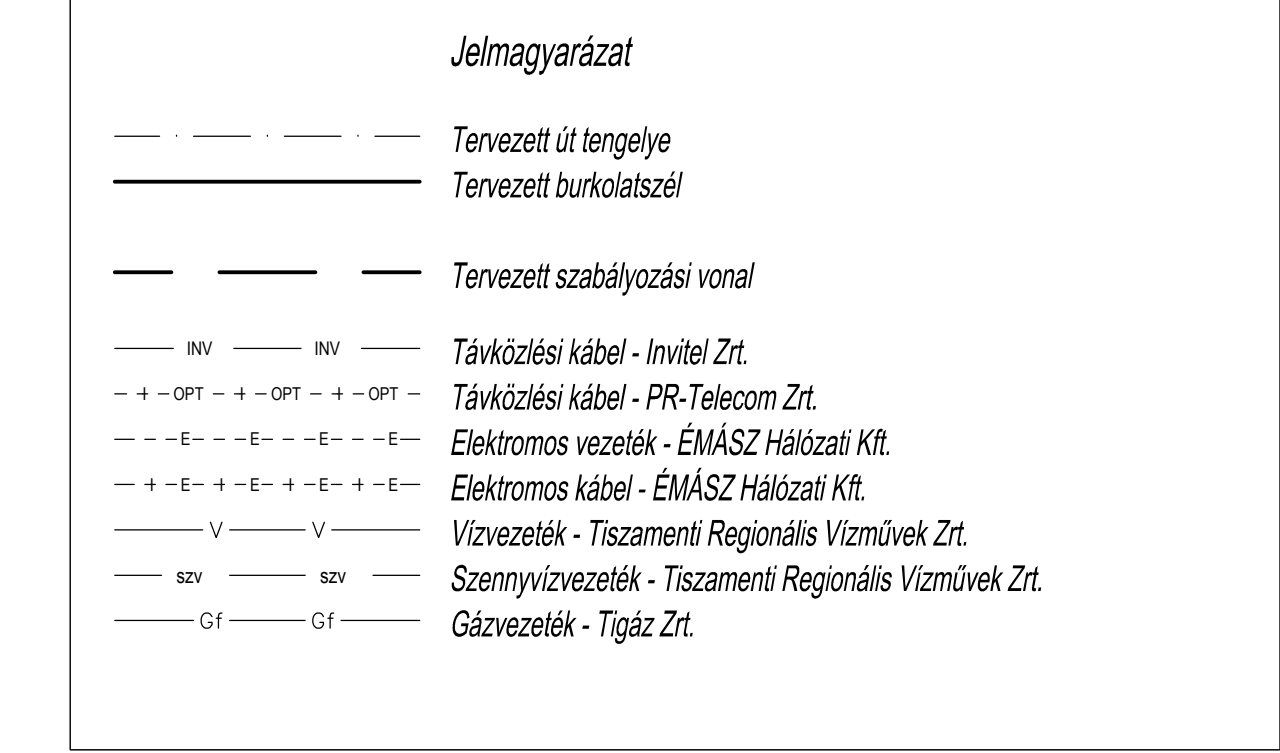 Jelmagyarázat
Tervezett út tengelye
Tervezett burkolatszél
Tervezett szabályozási vonal
INV INV Távközlési kábel - Invitel Zrt.
OPT OPT OPT Távközlési kábel - PR-Telecom Zrt.
E E E E Elektromos vezeték - ÉMÁSZ Hálózati Kft.
E E E E Elektromos kábel - ÉMÁSZ Hálózati Kft.
V V Vízvezeték - Tiszamenti Regionális Vízművek Zrt.
szv szv Szennyvízvezeték - Tiszamenti Regionális Vízművek Zrt.
Gf Gf Gázvezeték - Tigáz Zrt.